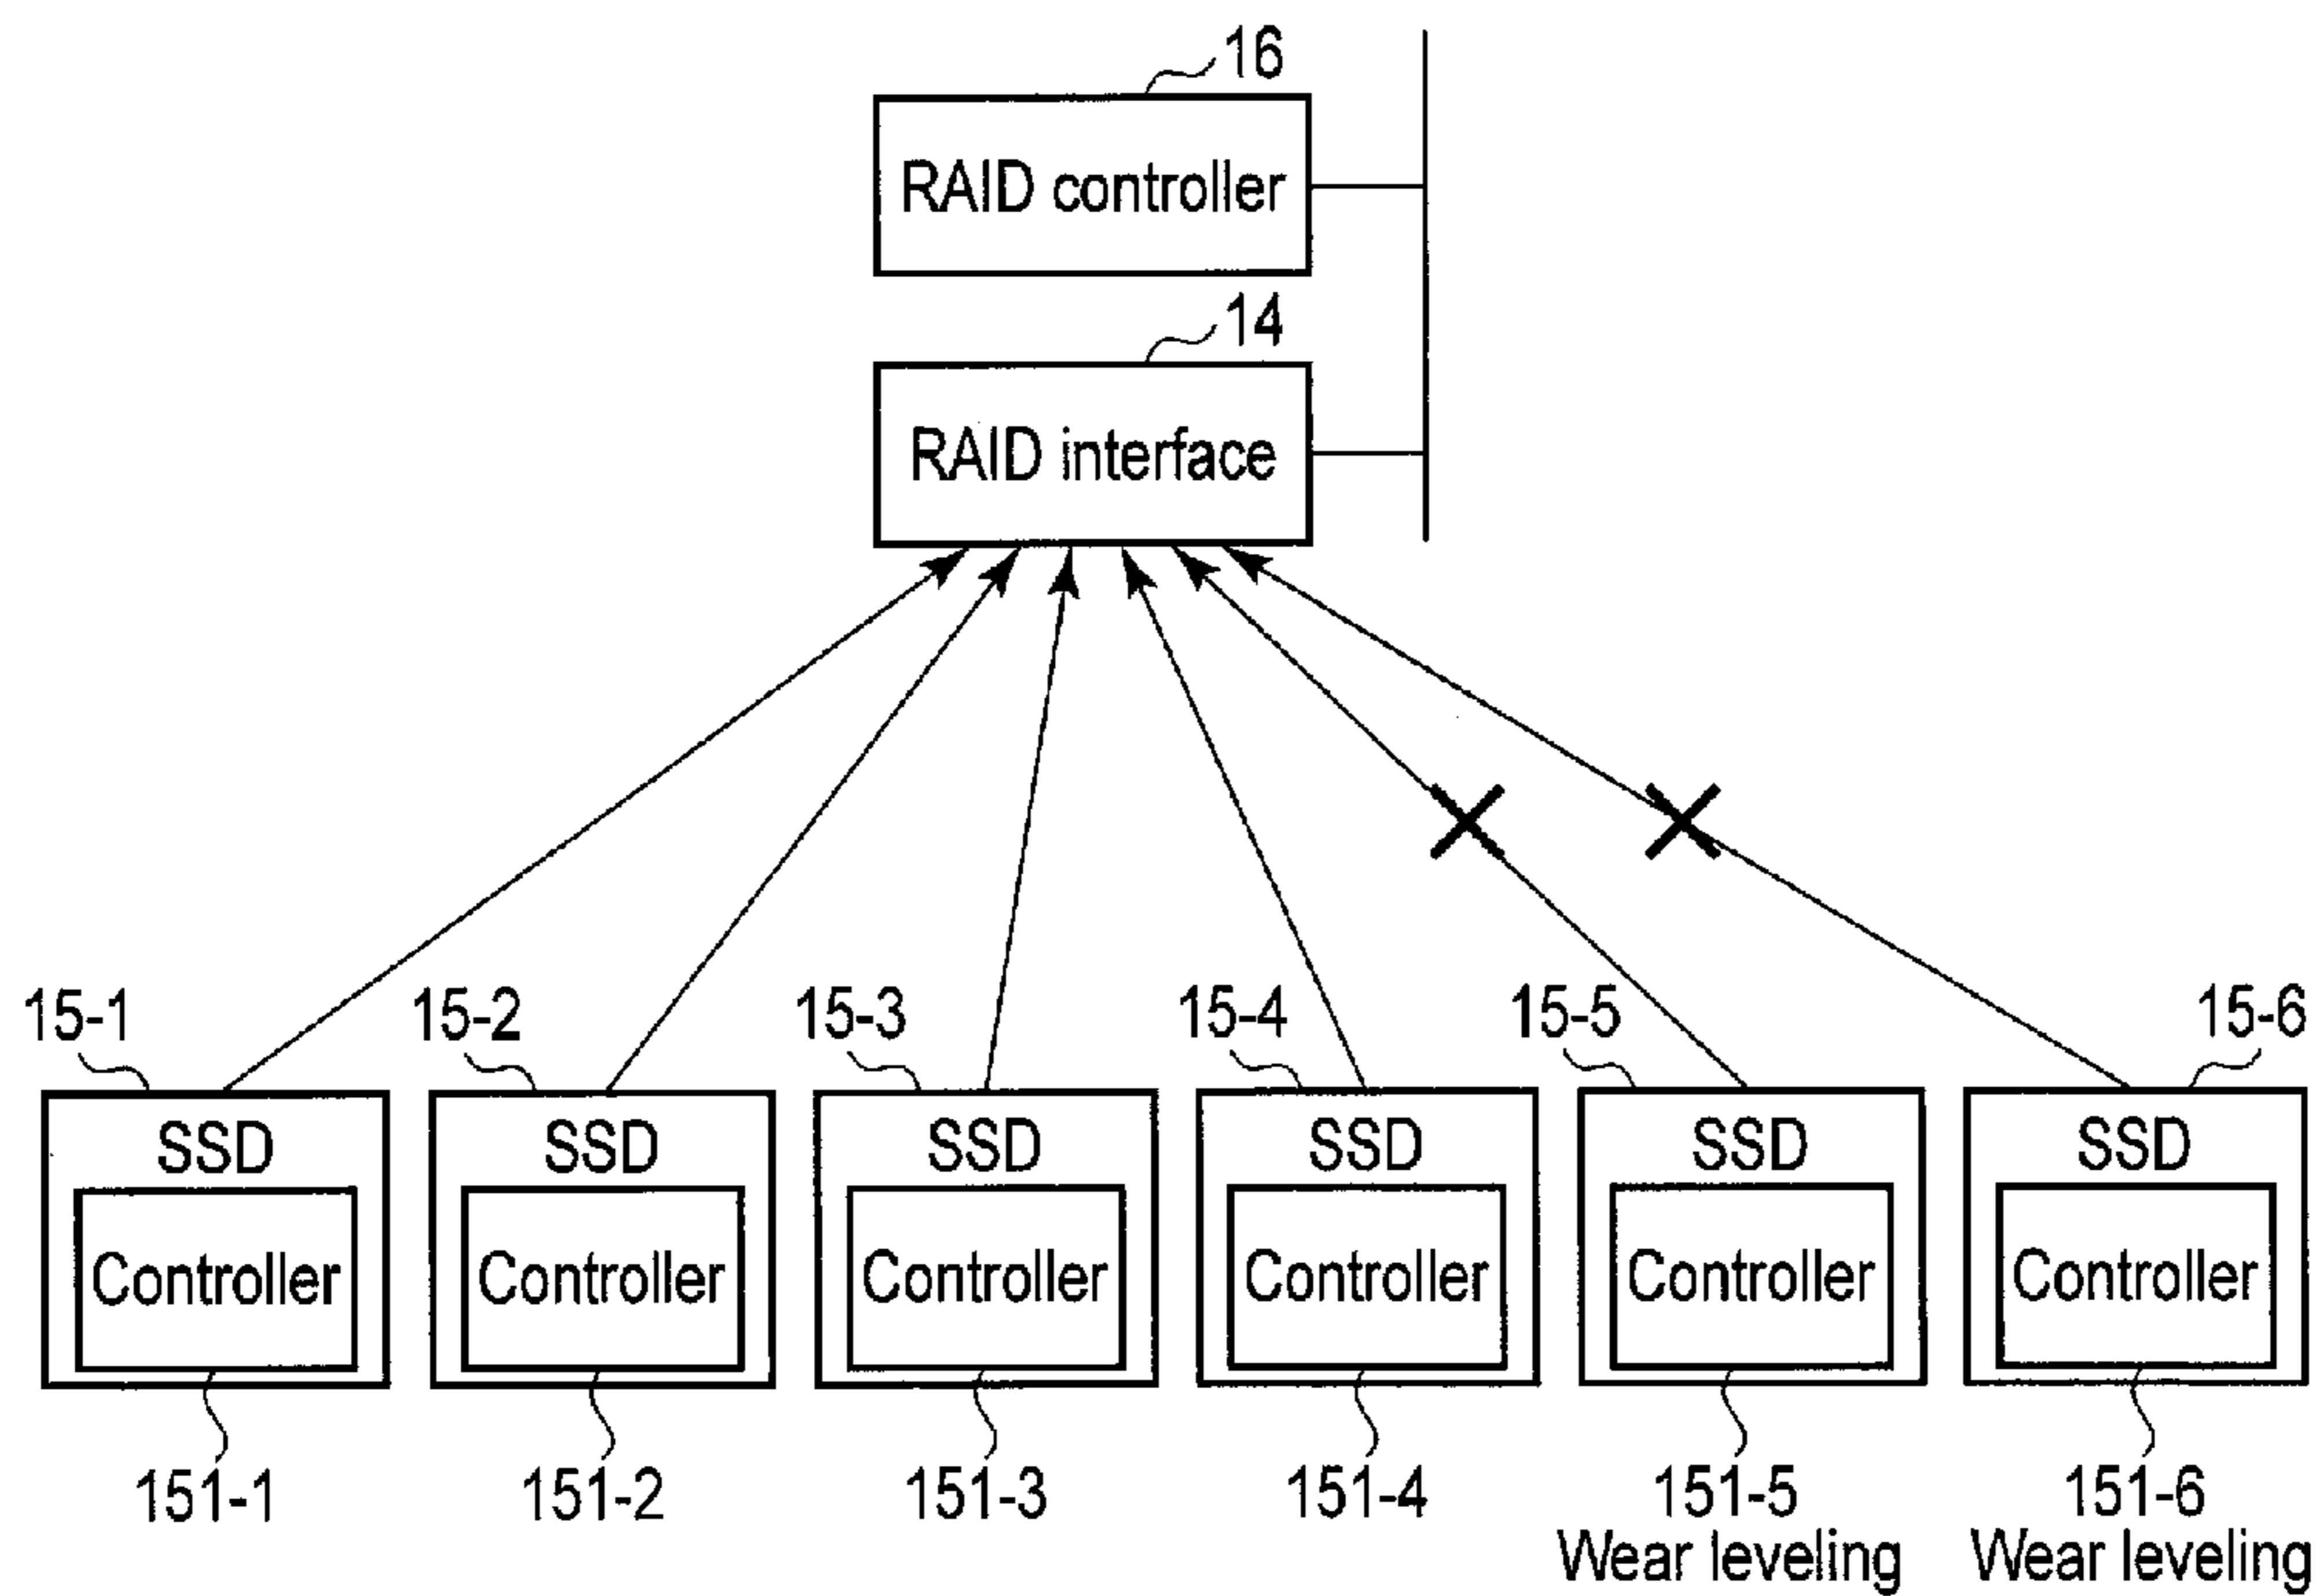 16
RAID controller
14
RAID interface
15-1 15-2 15-3 15-4 15-5 15-6
SSD SSD SSD SSD SSD SSD
Controller Controller Controller Controller Controller Controller
151-1 151-2 151-3 151-4 151-5 151-6
Wear leveling Wear leveling